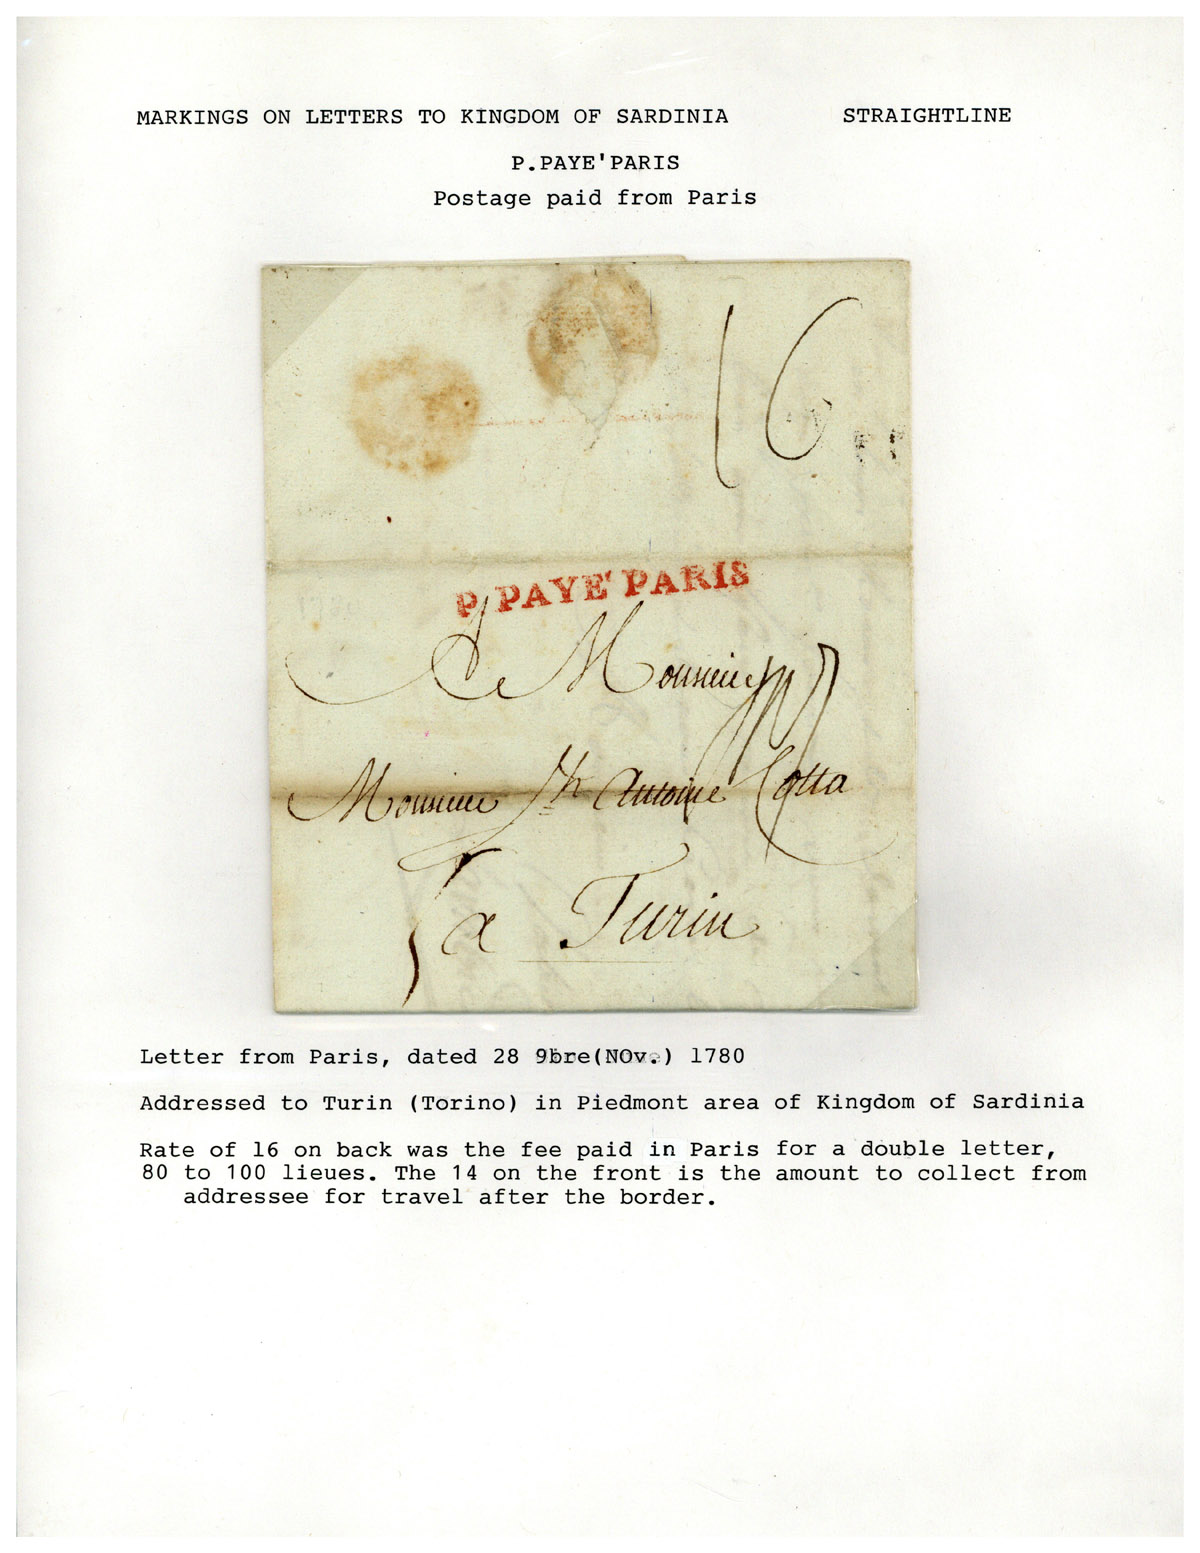 MARKINGS ON LETTERS TO KINGDOM OF SARDINIA STRAIGHTLINE
P.PAYE'PARIS
Postage paid from Paris
16
P. PAYÉ PARIS
A Monsieur
Monsieur Jh Antoine Cotta
a Turin
Letter from Paris, dated 28 9bre(NOv.) 1780
Addressed to Turin (Torino) in Piedmont area of Kingdom of Sardinia
Rate of 16 on back was the fee paid in Paris for a double letter,
80 to 100 lieues. The 14 on the front is the amount to collect from
addressee for travel after the border.